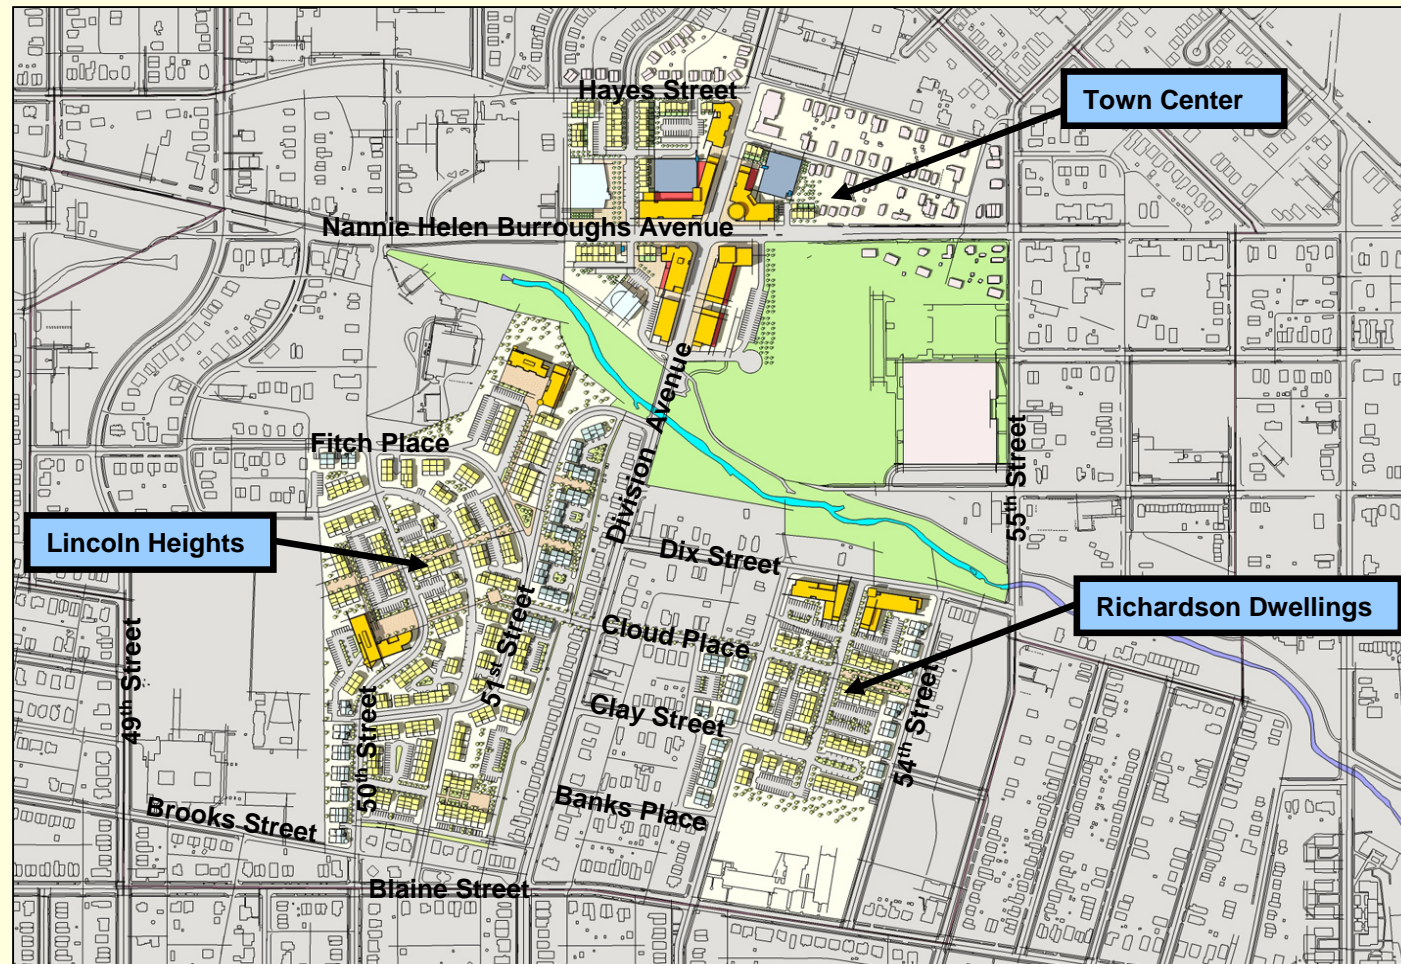 Hayes Street
Town Center
Nannie Helen Burroughs Avenue
Division Avenue
Fitch Place
55th Street
Lincoln Heights
Dix Street
Richardson Dwellings
Cloud Place
51st Street
49th Street
Clay Street
54th Street
50th Street
Banks Place
Brooks Street
Blaine Street